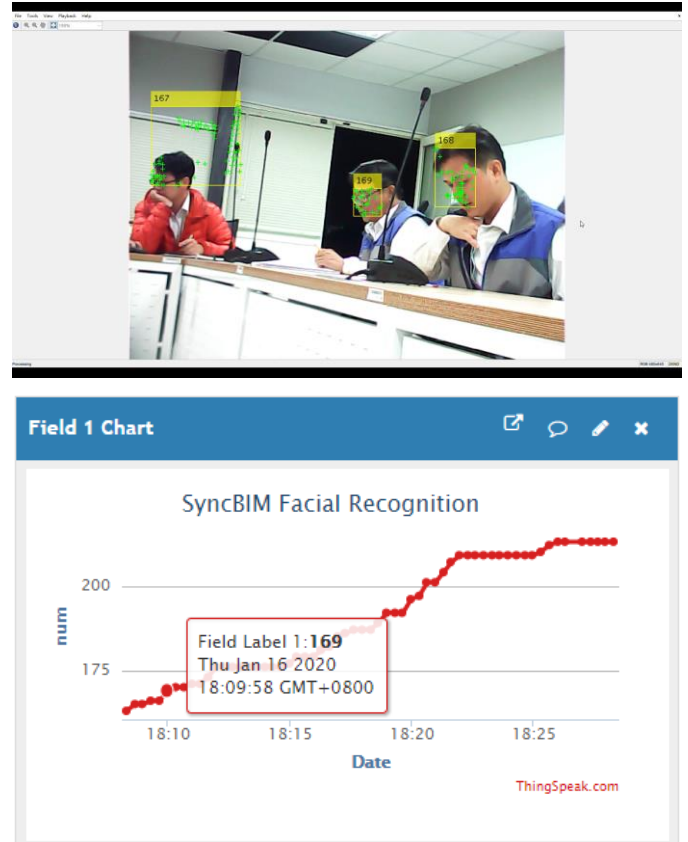 File Tools View Playback Help
100%
167
168
169
Processing
Field 1 Chart
SyncBIM Facial Recognition
num
200
175
Field Label 1:169
Thu Jan 16 2020
18:09:58 GMT+0800
18:10 18:15 18:20 18:25
Date
ThingSpeak.com